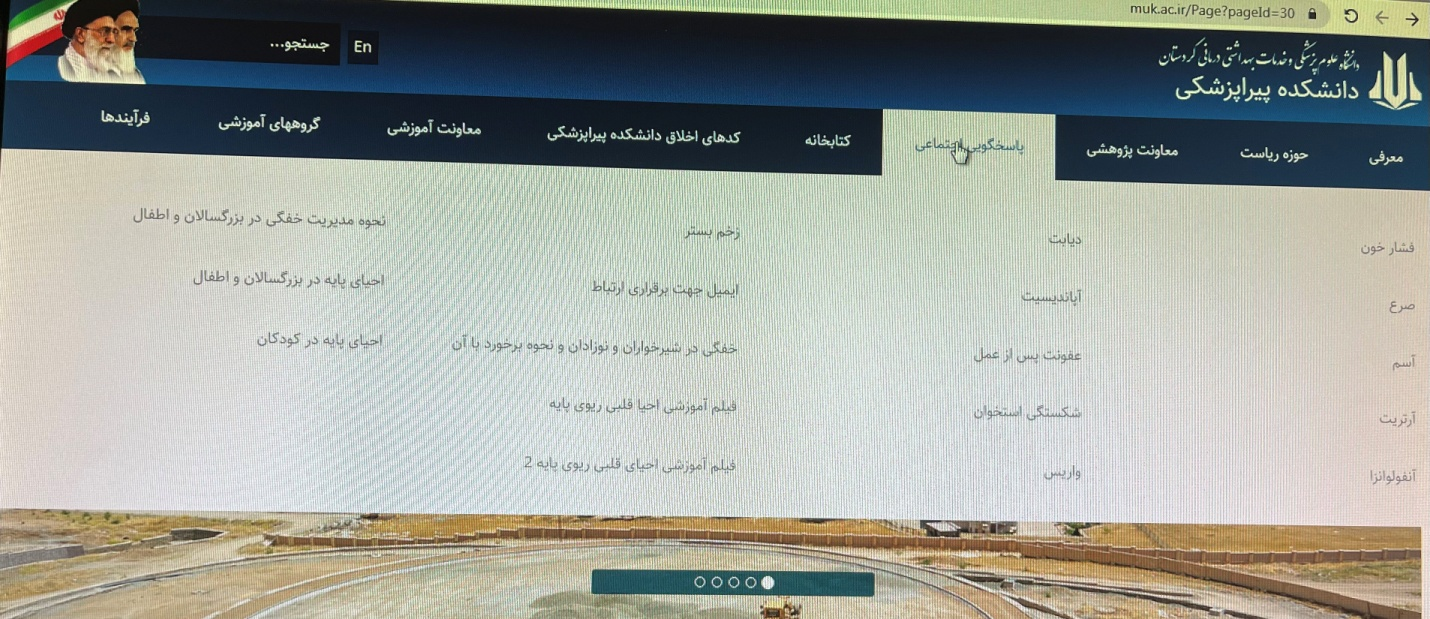 muk.ac.ir/Page?pageId=30
دانشگاه علوم پزشکی و خدمات بهداشتی درمانی کردستان
دانشکده پیراپزشکی
En
جستجو...
معرفی
حوزه ریاست
معاونت پژوهشی
پاسخگویی اجتماعی
کتابخانه
کدهای اخلاق دانشکده پیراپزشکی
معاونت آموزشی
گروههای آموزشی
فرآیندها
فشار خون
صرع
آسم
آرتریت
آنفولوانزا
دیابت
آپاندیسیت
عفونت پس از عمل
شکستگی استخوان
واریس
زخم بستر
ایمیل جهت برقراری ارتباط
خفگی در شیرخواران و نوزادان و نحوه برخورد با آن
فیلم آموزشی احیا قلبی ریوی پایه
فیلم آموزشی احیای قلبی ریوی پایه 2
نحوه مدیریت خفگی در بزرگسالان و اطفال
احیای پایه در بزرگسالان و اطفال
احیای پایه در کودکان